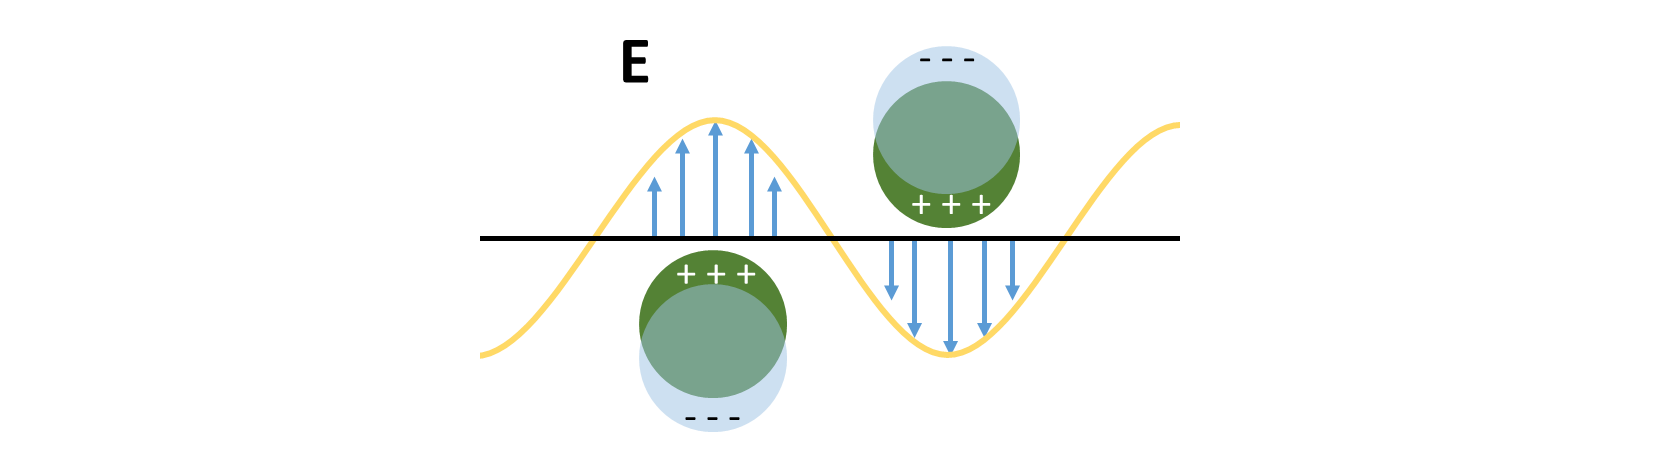 E
- - -
+ + +
+ + +
- - -